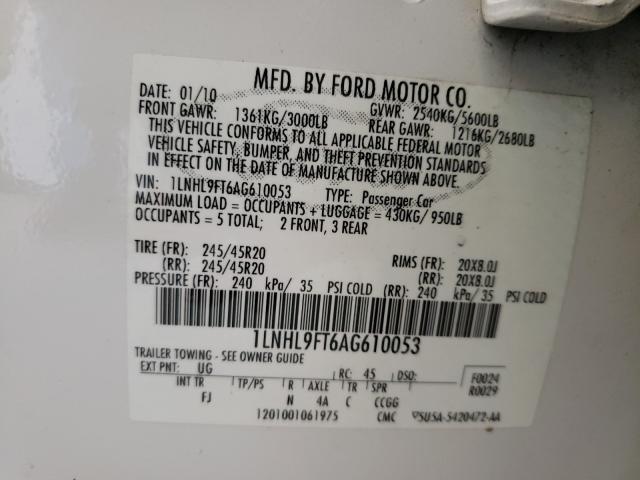 MFD. BY FORD MOTOR CO.
DATE: 01/10 GVWR: 2540KG/5600LB
FRONT GAWR: 1361KG/3000LB REAR GAWR: 1216KG/2680LB
THIS VEHICLE CONFORMS TO ALL APPLICABLE FEDERAL MOTOR
VEHICLE SAFETY, BUMPER, AND THEFT PREVENTION STANDARDS
IN EFFECT ON THE DATE OF MANUFACTURE SHOWN ABOVE.
VIN: 1LNHL9FT6AG610053 TYPE: Passenger Car
MAXIMUM LOAD = OCCUPANTS + LUGGAGE = 430KG/ 950LB
OCCUPANTS = 5 TOTAL; 2 FRONT, 3 REAR
TIRE (FR): 245/45R20 RIMS (FR): 20X8.0J
(RR): 245/45R20 (RR): 20X8.0J
PRESSURE (FR): 240 kPa/ 35 PSI COLD (RR): 240 kPa/ 35 PSI COLD
1LNHL9FT6AG610053
TRAILER TOWING - SEE OWNER GUIDE
EXT PNT: UG RC: 45 DSO: F0024
R0029
INT TR TP/PS R AXLE TR SPR
FJ N 4A C CCGG
1201001061975 CMC SU5A-5420472-AA